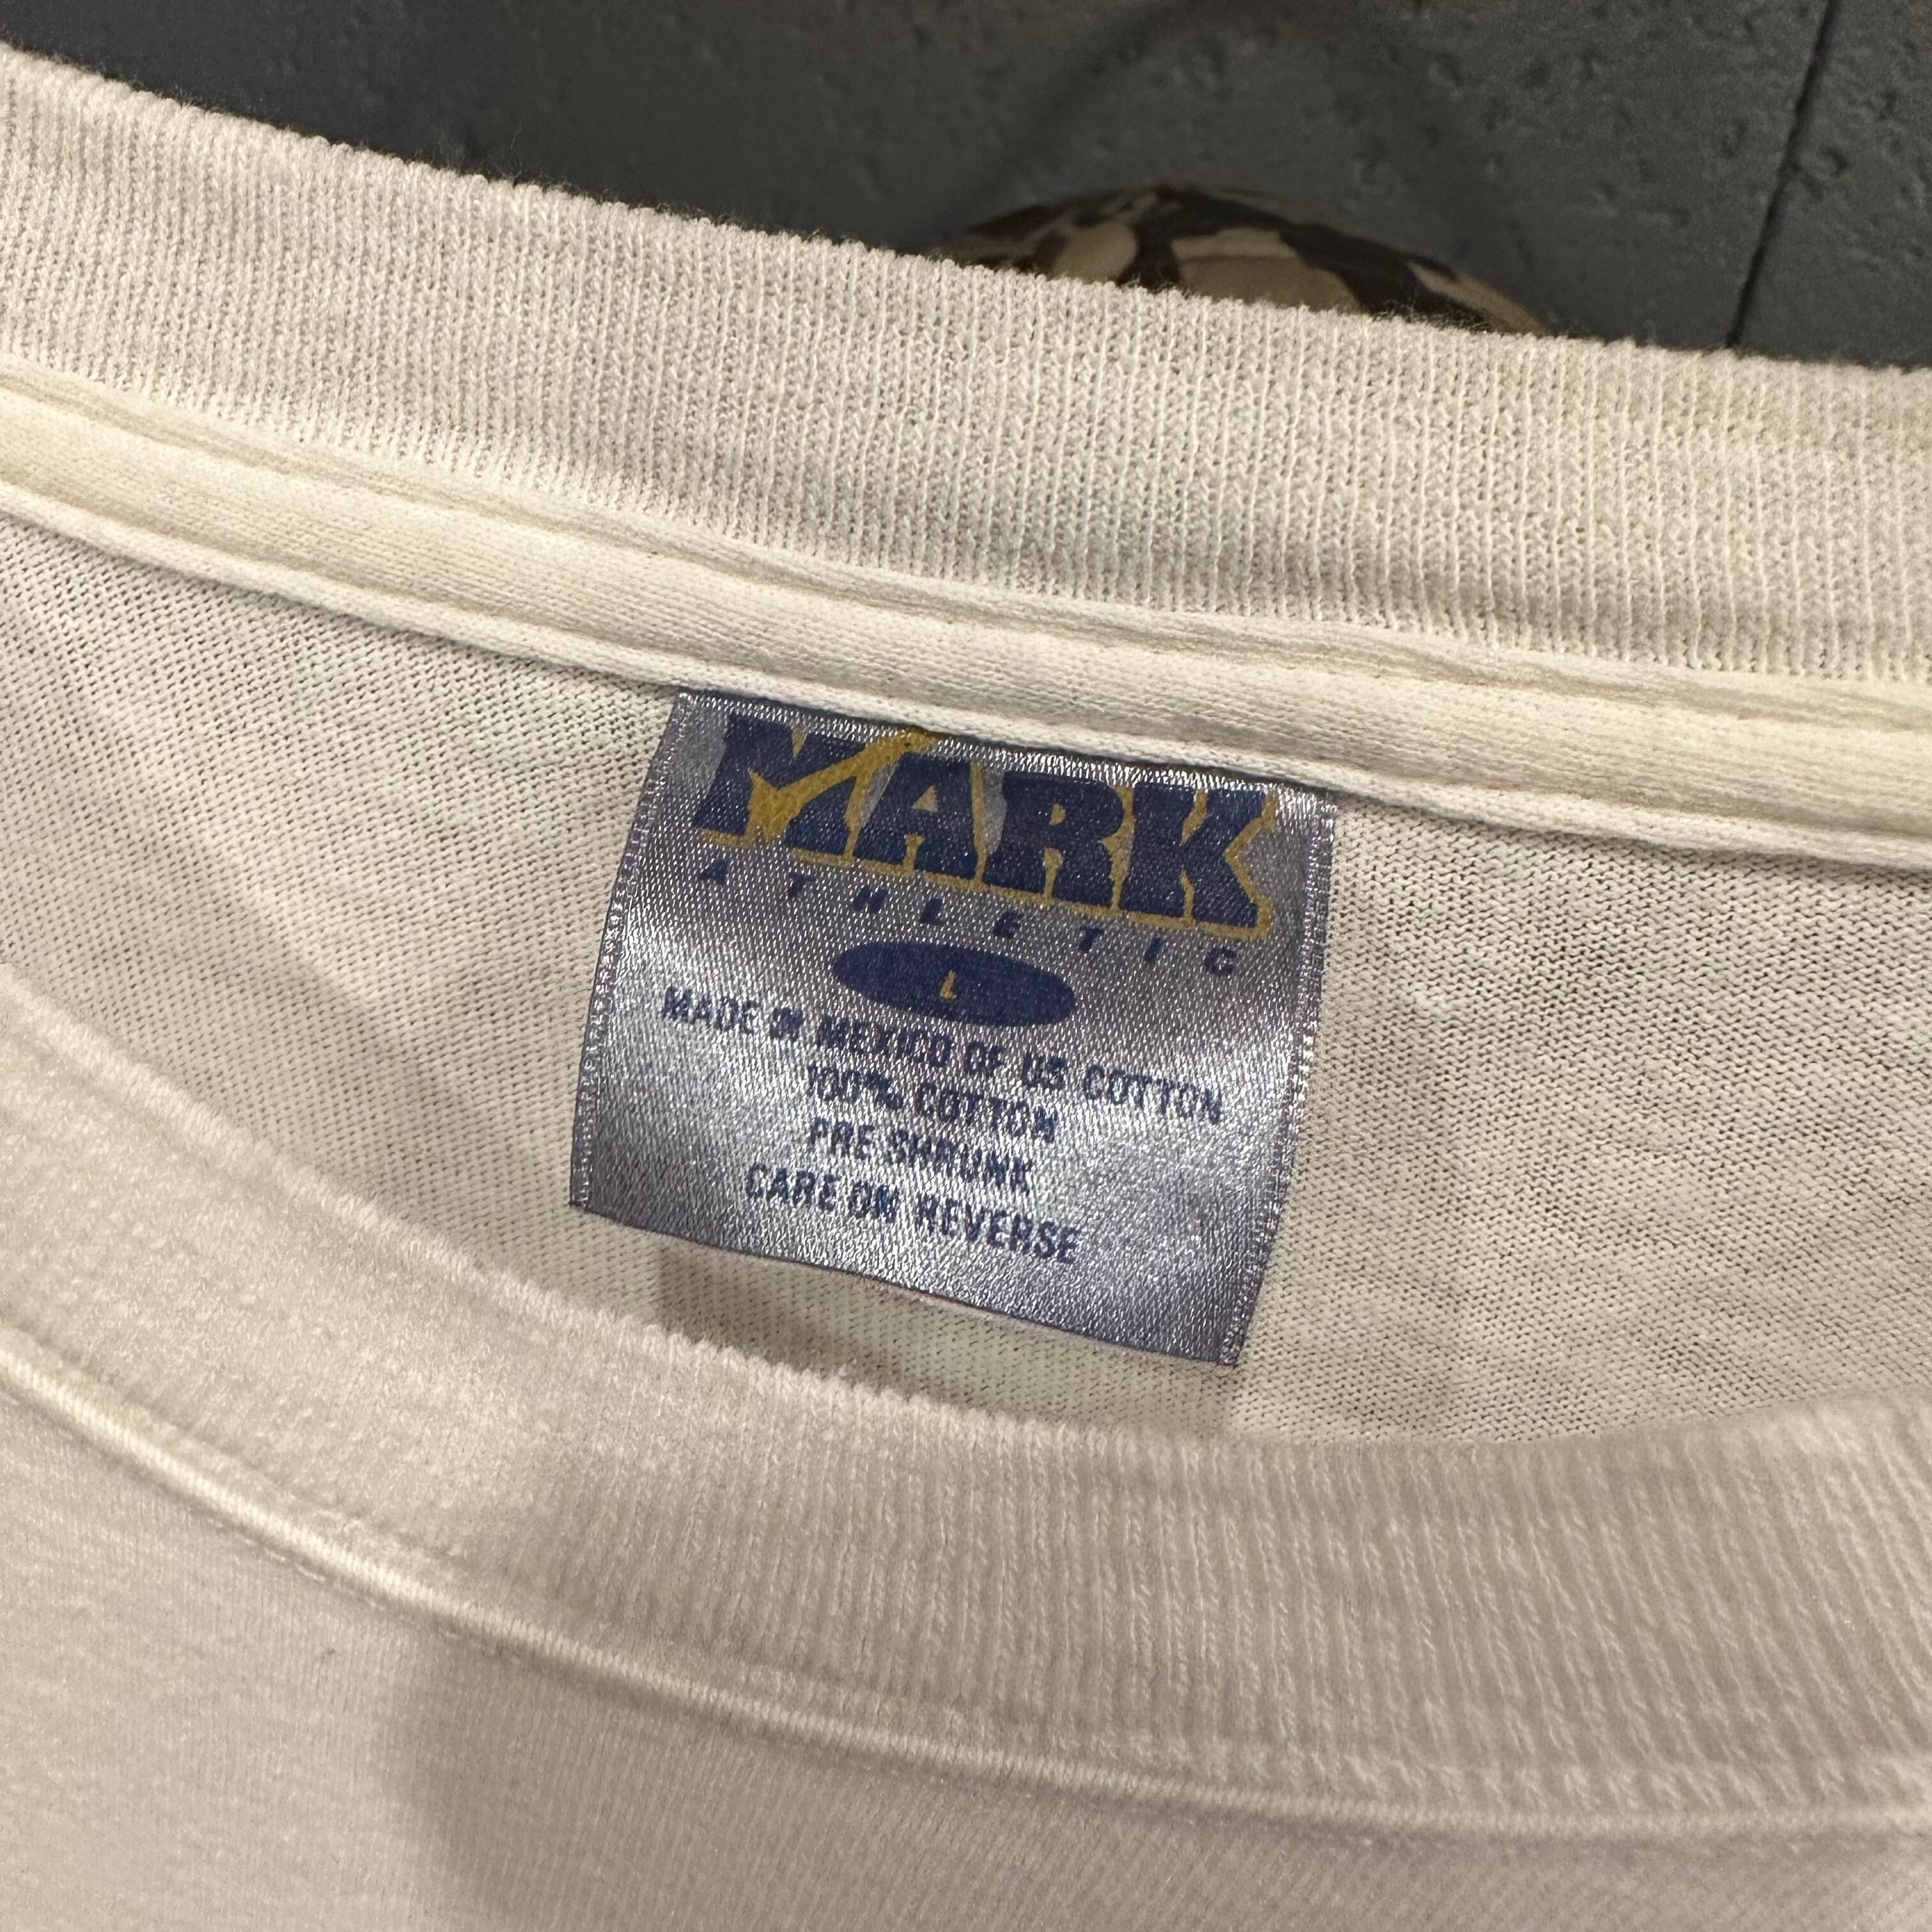 MARK
ATHLETIC
L
MADE IN MEXICO OF US COTTON
100% COTTON
PRE SHRUNK
CARE ON REVERSE